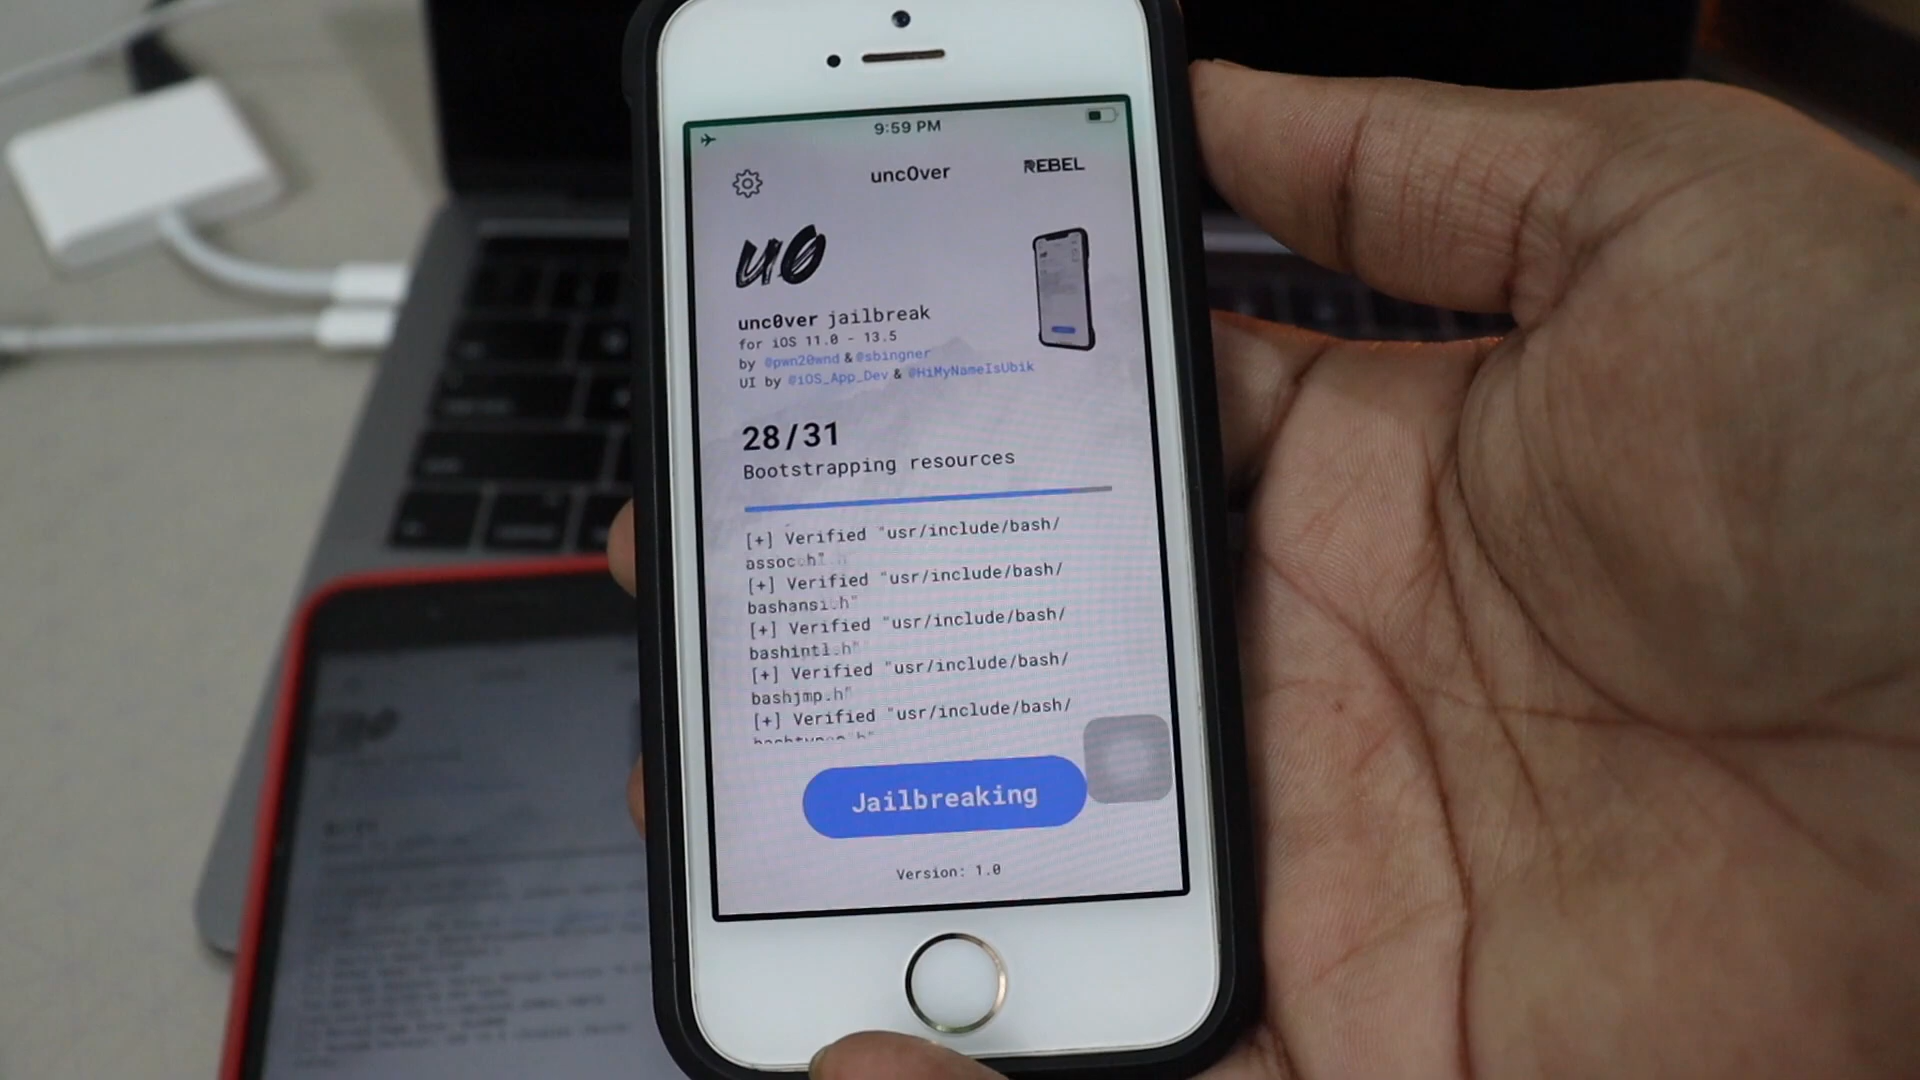 9:59 PM
unc0ver
REBEL
u0
unc0ver jailbreak
for iOS 11.0 - 13.5
by @pwn20wnd & @sbingner
UI by @iOS_App_Dev & @HiMyNameIsUbik
28/31
Bootstrapping resources
[+] Verified "usr/include/bash/
assoc.h"
[+] Verified "usr/include/bash/
bashansi.h"
[+] Verified "usr/include/bash/
bashintl.h"
[+] Verified "usr/include/bash/
bashjmp.h"
[+] Verified "usr/include/bash/
Jailbreaking
Version: 1.0